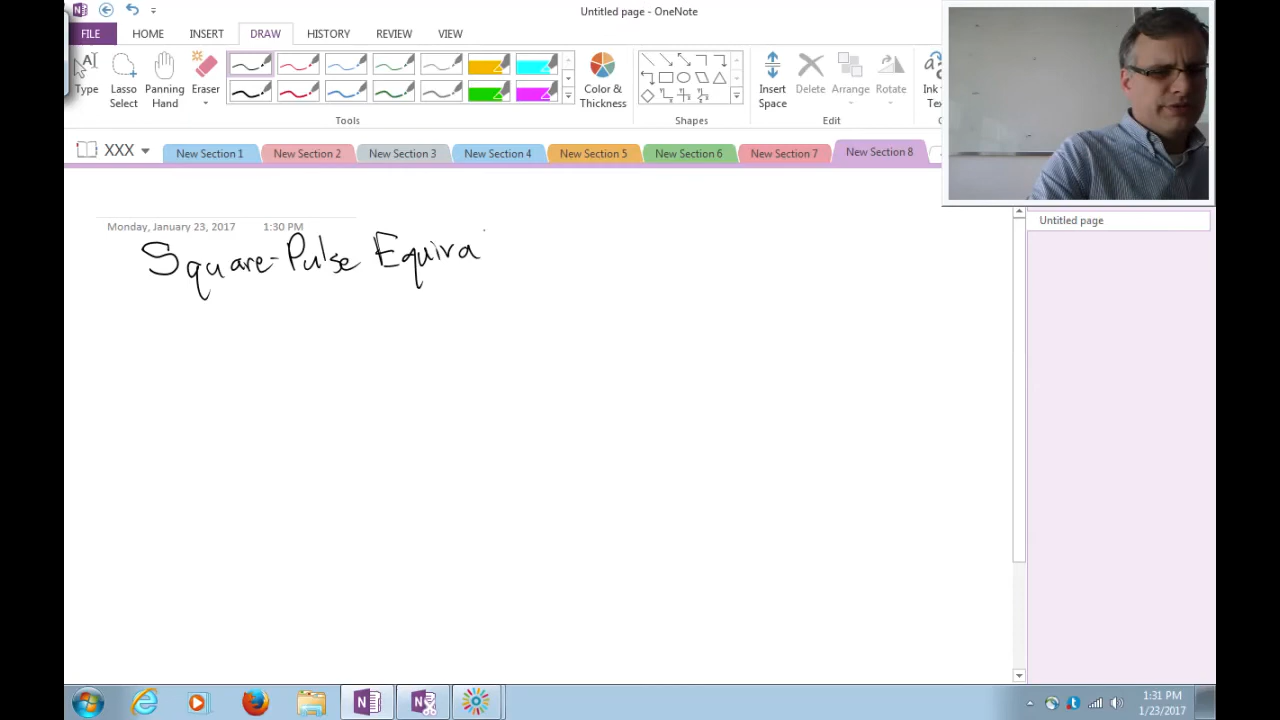 Untitled page - OneNote
FILE HOME INSERT DRAW HISTORY REVIEW VIEW
Type
Lasso Select
Panning Hand
Eraser
Color & Thickness
Insert Space
Delete
Arrange
Rotate
Ink to Tex
Tools
Shapes
Edit
XXX New Section 1 New Section 2 New Section 3 New Section 4 New Section 5 New Section 6 New Section 7 New Section 8
Untitled page
Monday, January 23, 2017 1:30 PM
Square-Pulse Equiva
1:31 PM
1/23/2017